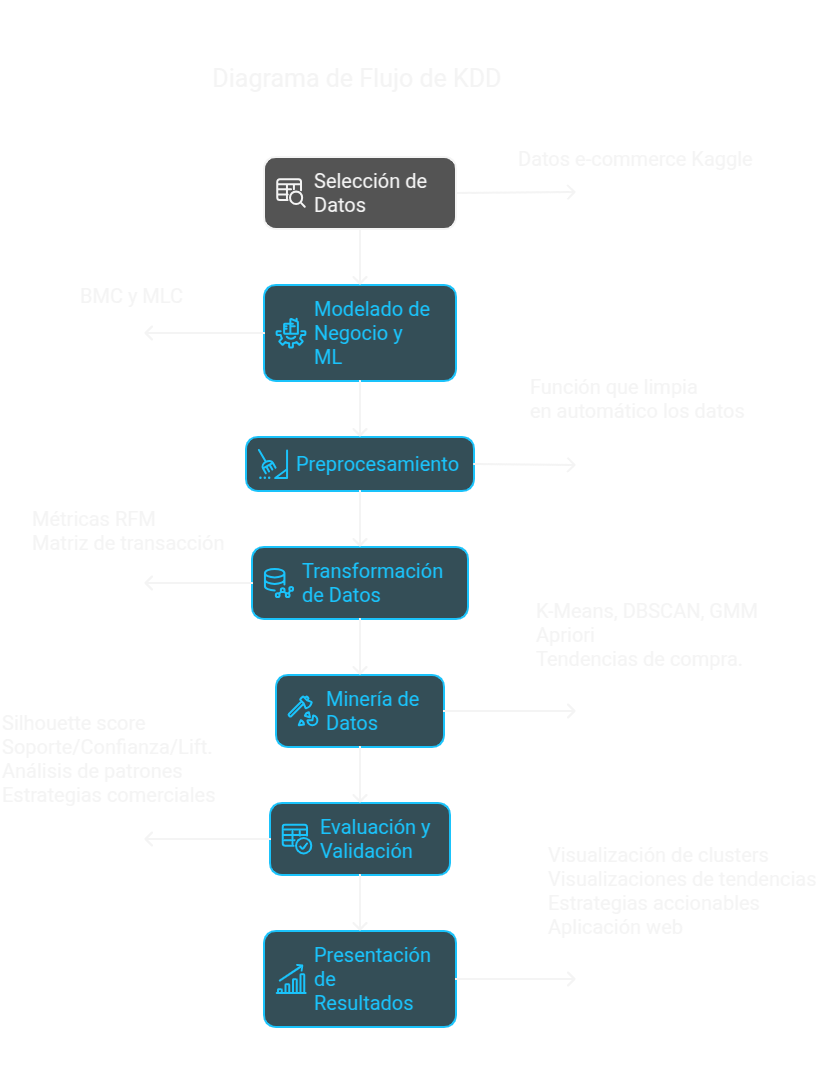 Diagrama de Flujo de KDD
Datos e-commerce Kaggle
Selección de
Datos
BMC y MLC
Modelado de
Negocio y
ML
Función que limpia
en automático los datos
Preprocesamiento
Métricas RFM
Matriz de transacción
Transformación
de Datos
K-Means, DBSCAN, GMM
Apriori
Tendencias de compra.
Minería de
Datos
Silhouette score
Soporte/Confianza/Lift.
Análisis de patrones
Estrategias comerciales
Evaluación y
Validación
Visualización de clusters
Visualizaciones de tendencias
Estrategias accionables
Aplicación web
Presentación
de
Resultados